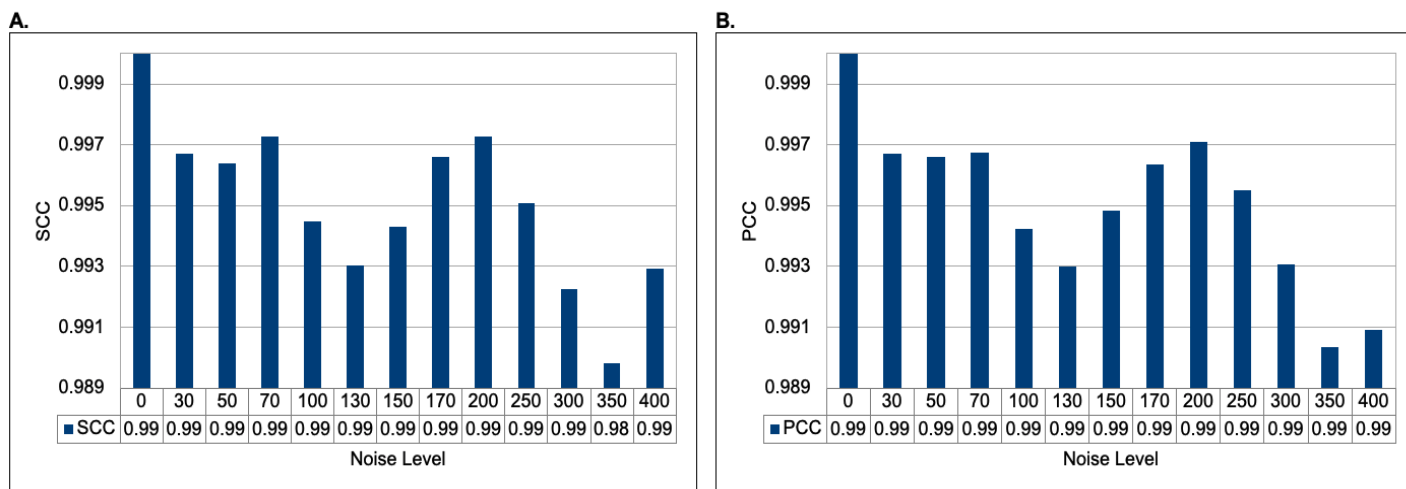 A.
0.999
0.997
0.995
0.993
0.991
0.989
SCC
0 30 50 70 100 130 150 170 200 250 300 350 400
SCC 0.99 0.99 0.99 0.99 0.99 0.99 0.99 0.99 0.99 0.99 0.99 0.98 0.99
Noise Level
B.
0.999
0.997
0.995
0.993
0.991
0.989
PCC
0 30 50 70 100 130 150 170 200 250 300 350 400
PCC 0.99 0.99 0.99 0.99 0.99 0.99 0.99 0.99 0.99 0.99 0.99 0.99 0.99
Noise Level